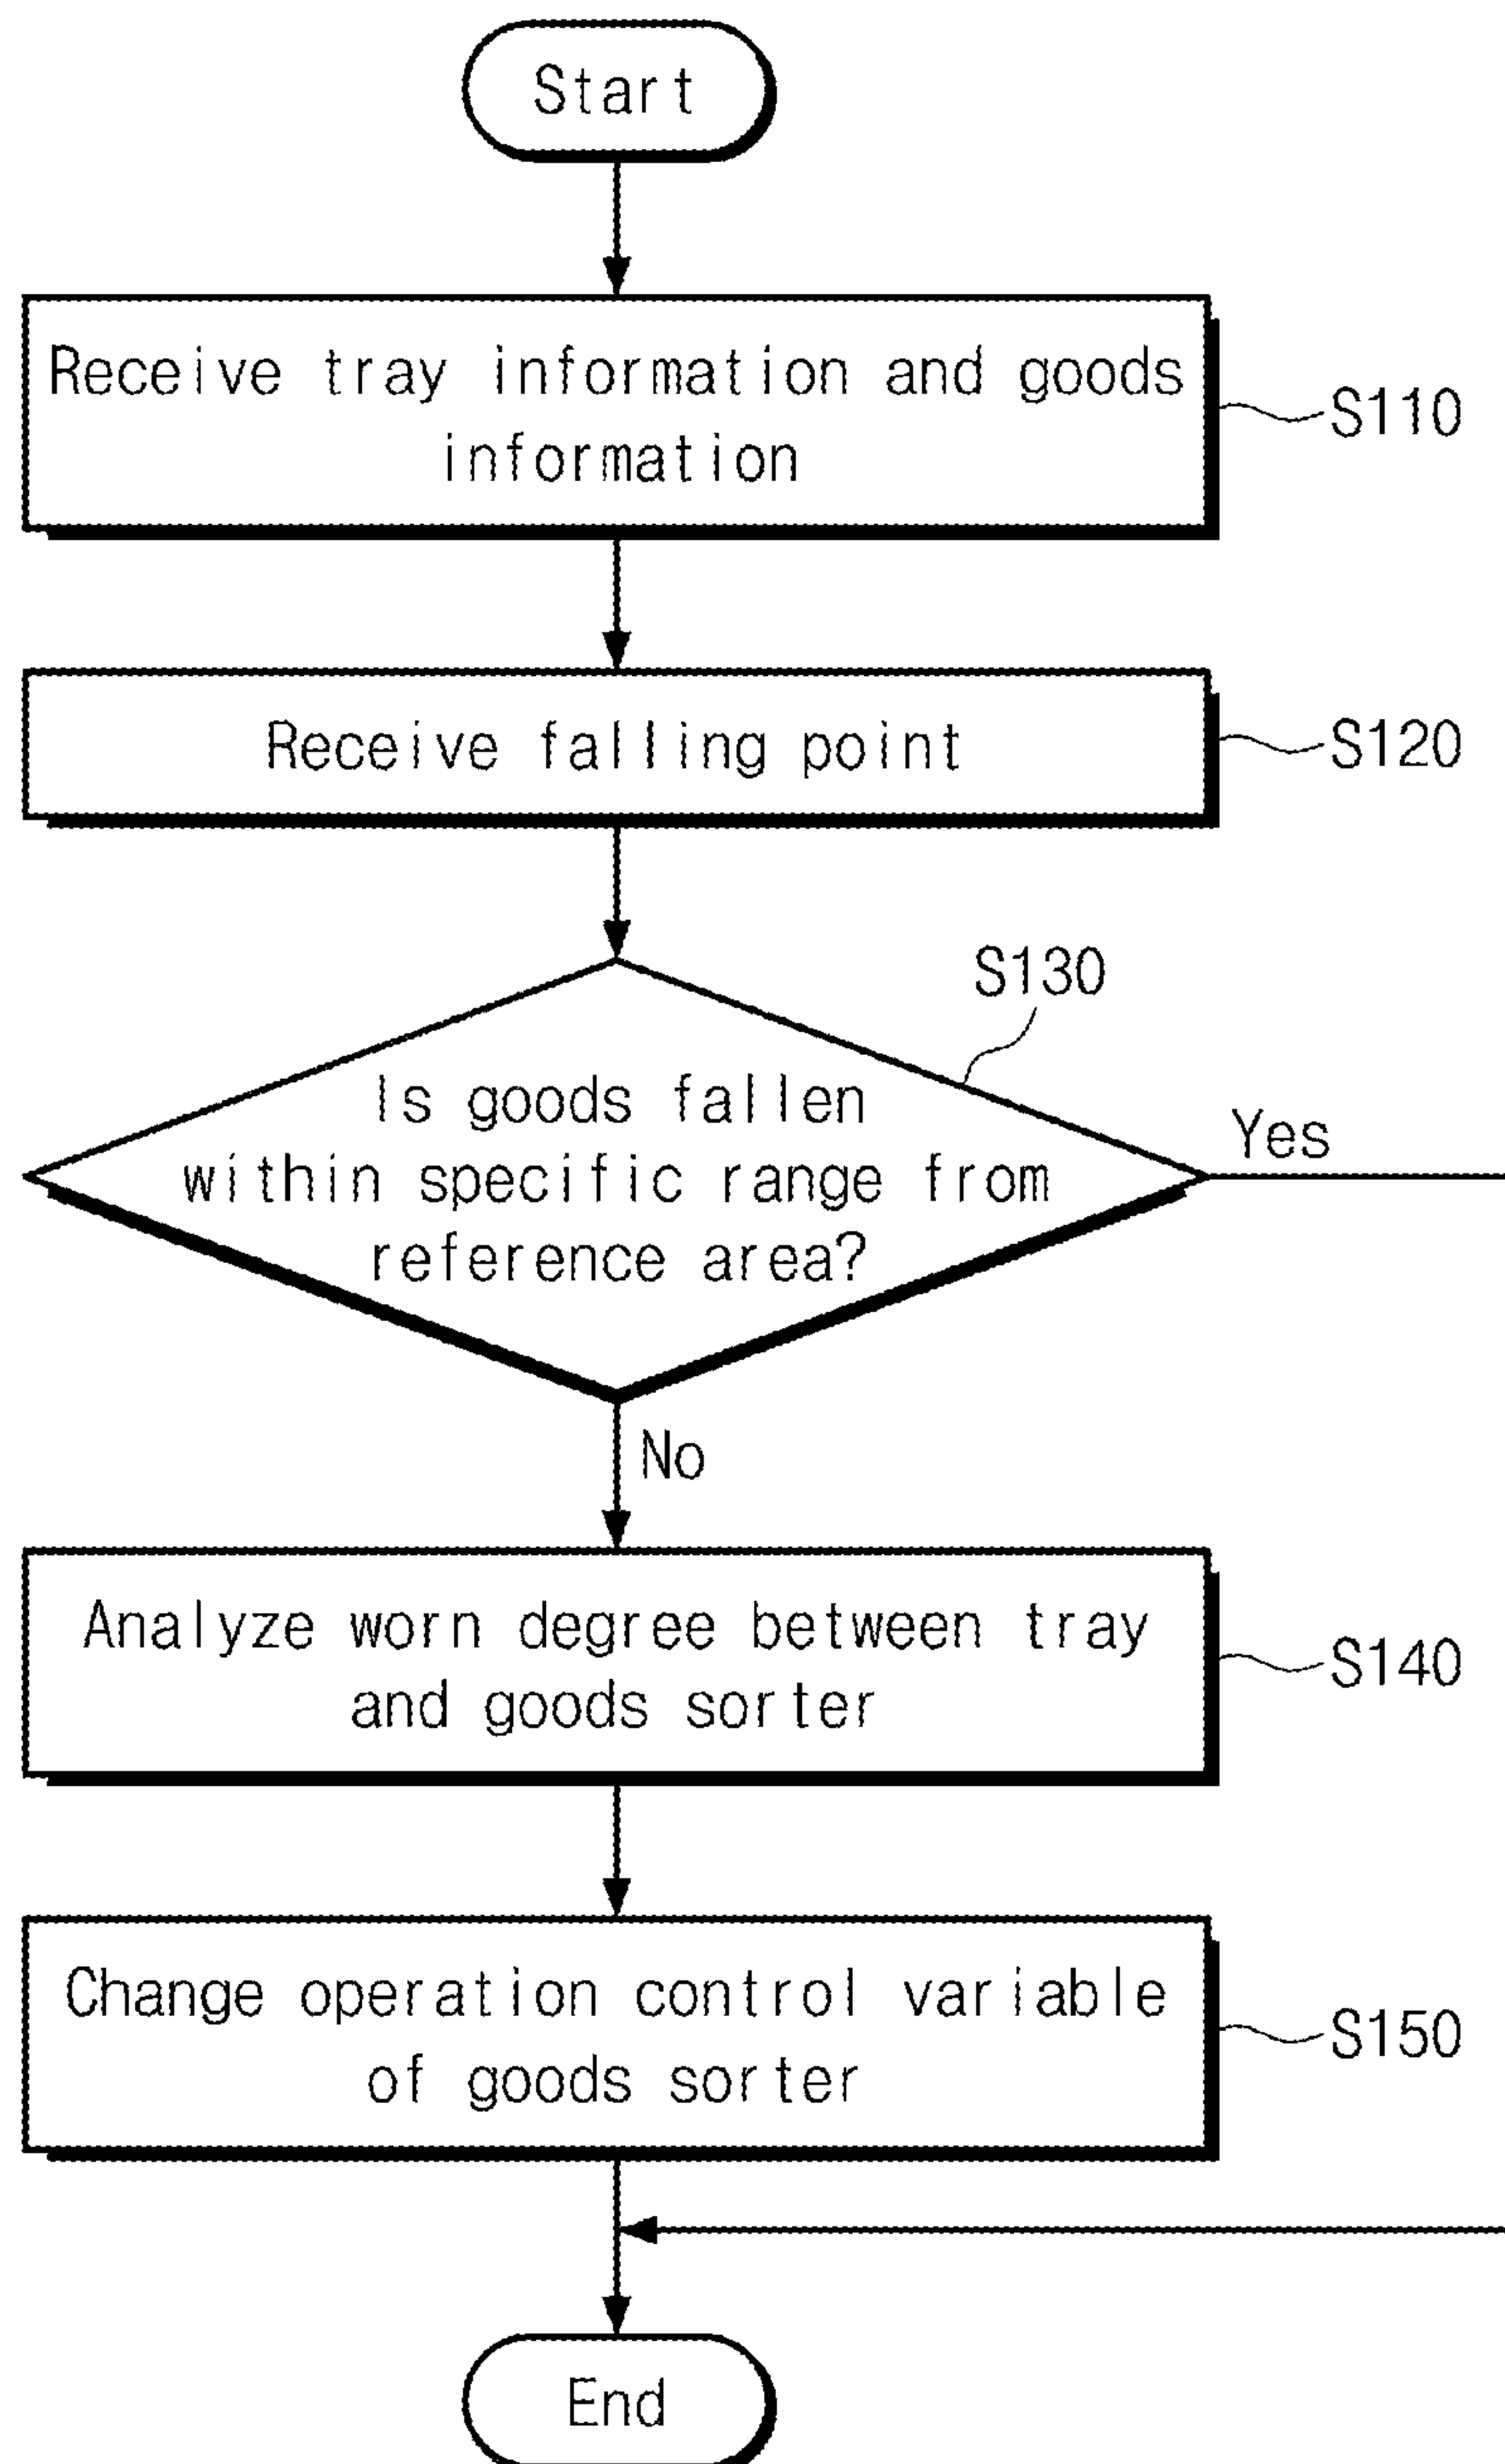 Start
Receive tray information and goods
information
S110
Receive falling point
S120
S130
Is goods fallen
within specific range from
reference area?
Yes
No
Analyze worn degree between tray
and goods sorter
S140
Change operation control variable
of goods sorter
S150
End